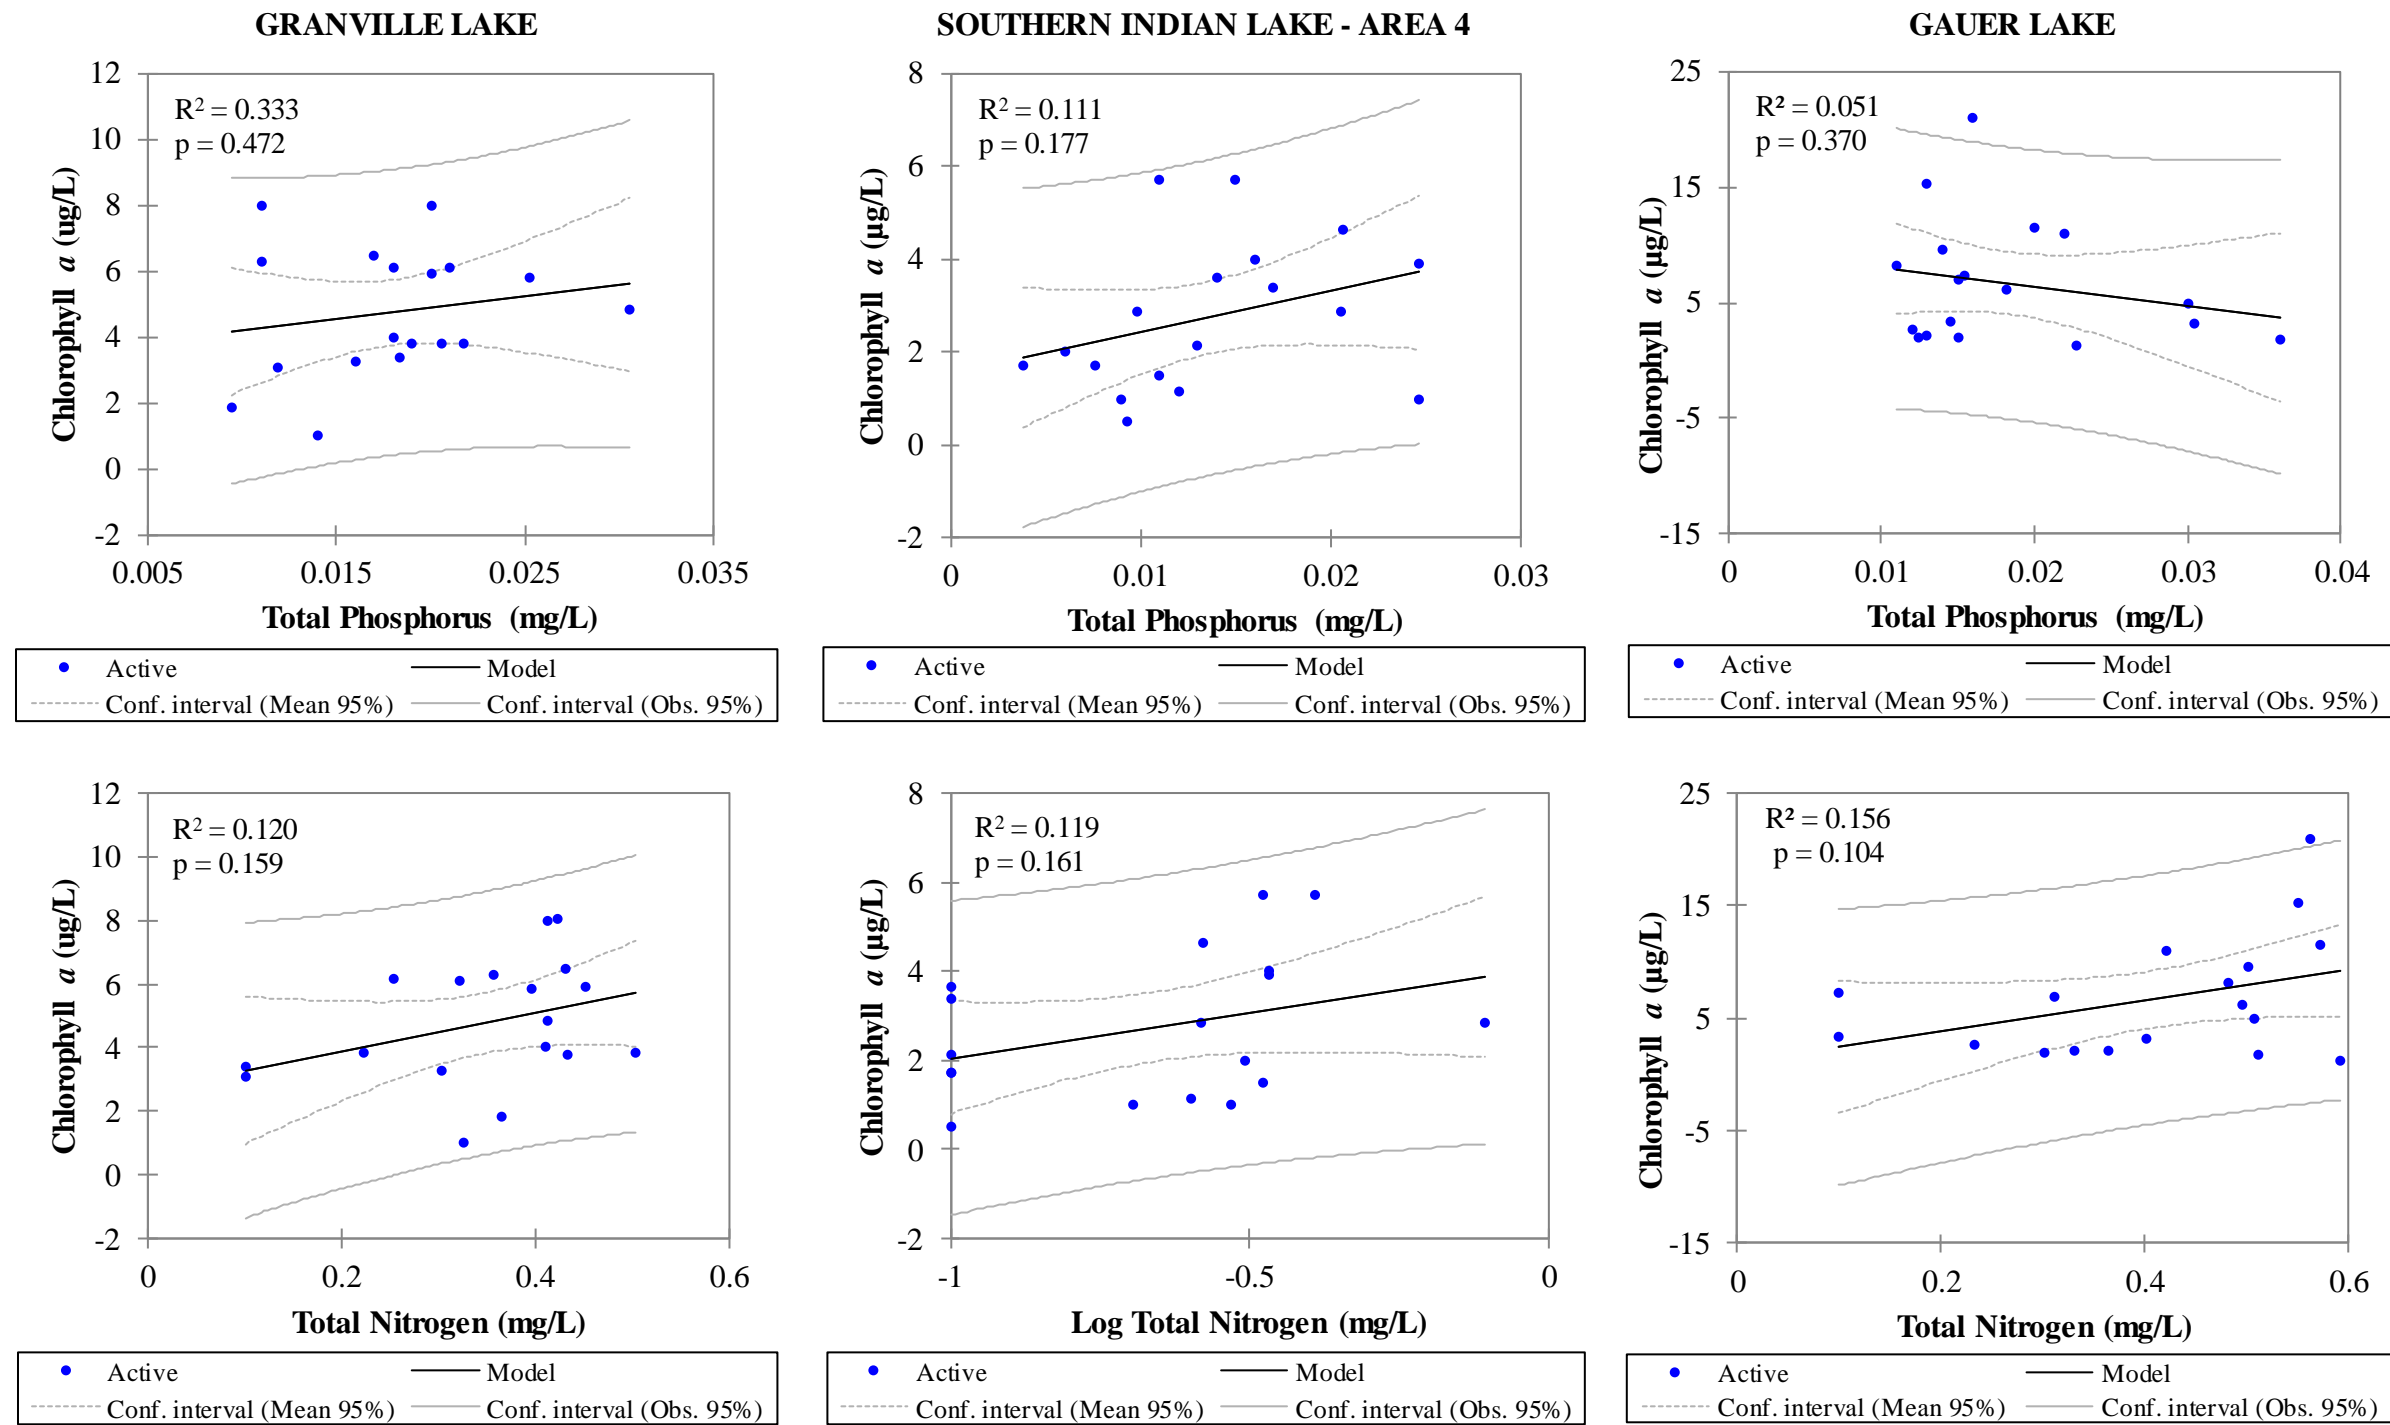 GRANVILLE LAKE
12
10
8
6
4
2
0
-2
R² = 0.333
p = 0.472
Chlorophyll a (ug/L)
0.005 0.015 0.025 0.035
Total Phosphorus (mg/L)
Active Model
Conf. interval (Mean 95%) Conf. interval (Obs. 95%)
SOUTHERN INDIAN LAKE - AREA 4
8
6
4
2
0
-2
R² = 0.111
p = 0.177
Chlorophyll a (µg/L)
0 0.01 0.02 0.03
Total Phosphorus (mg/L)
Active Model
Conf. interval (Mean 95%) Conf. interval (Obs. 95%)
GAUER LAKE
25
15
5
-5
-15
R² = 0.051
p = 0.370
Chlorophyll a (µg/L)
0 0.01 0.02 0.03 0.04
Total Phosphorus (mg/L)
Active Model
Conf. interval (Mean 95%) Conf. interval (Obs. 95%)
12
10
8
6
4
2
0
-2
R² = 0.120
p = 0.159
Chlorophyll a (ug/L)
0 0.2 0.4 0.6
Total Nitrogen (mg/L)
Active Model
Conf. interval (Mean 95%) Conf. interval (Obs. 95%)
8
6
4
2
0
-2
R² = 0.119
p = 0.161
Chlorophyll a (µg/L)
-1 -0.5 0
Log Total Nitrogen (mg/L)
Active Model
Conf. interval (Mean 95%) Conf. interval (Obs. 95%)
25
15
5
-5
-15
R² = 0.156
p = 0.104
Chlorophyll a (µg/L)
0 0.2 0.4 0.6
Total Nitrogen (mg/L)
Active Model
Conf. interval (Mean 95%) Conf. interval (Obs. 95%)